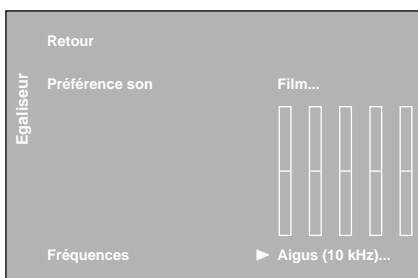 Egaliseur
Retour
Préférence son Film...
Fréquences ► Aigus (10 kHz)...